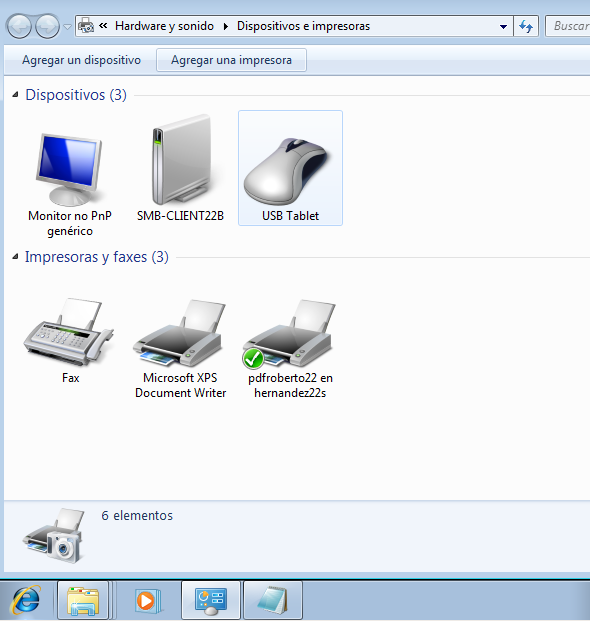 « Hardware y sonido Dispositivos e impresoras Buscar
Agregar un dispositivo Agregar una impresora
Dispositivos (3)
Monitor no PnP genérico
SMB-CLIENT22B
USB Tablet
Impresoras y faxes (3)
Fax
Microsoft XPS
Document Writer
pdfroberto22 en
hernandez22s
6 elementos